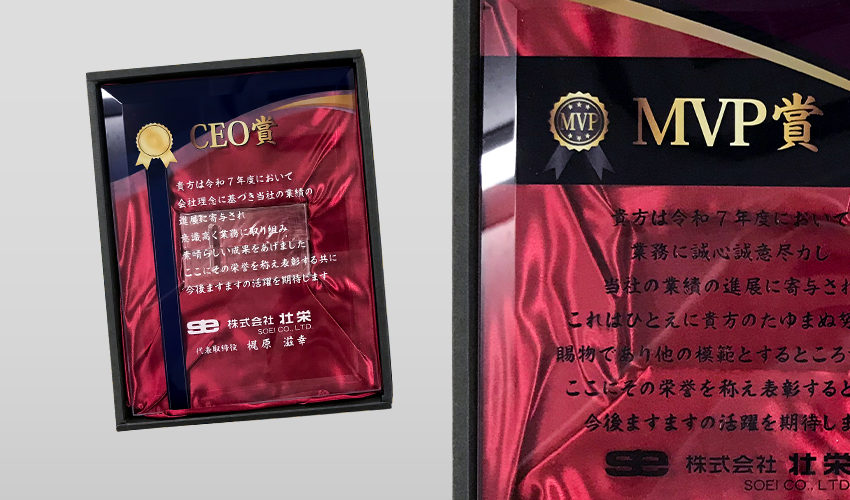 CEO賞
貴方は令和7年度において
会社理念に基づき当社の業績の
進展に寄与され
意識高く業務に取り組み
素晴らしい成果をあげました
ここにその栄誉を称え表彰する共に
今後ますますの活躍を期待します
株式会社 壮栄
SOEI CO., LTD
代表取締役 梶原 滋幸
MVP
MVP賞
貴方は令和7年度において
業務に誠心誠意尽力し
当社の業績の進展に寄与され
これはひとえに貴方のたゆまぬ
賜物であり他の模範とするところ
ここにその栄誉を称え表彰すると
今後ますますの活躍を期待しま
株式会社 壮栄
SOEI CO., LTD